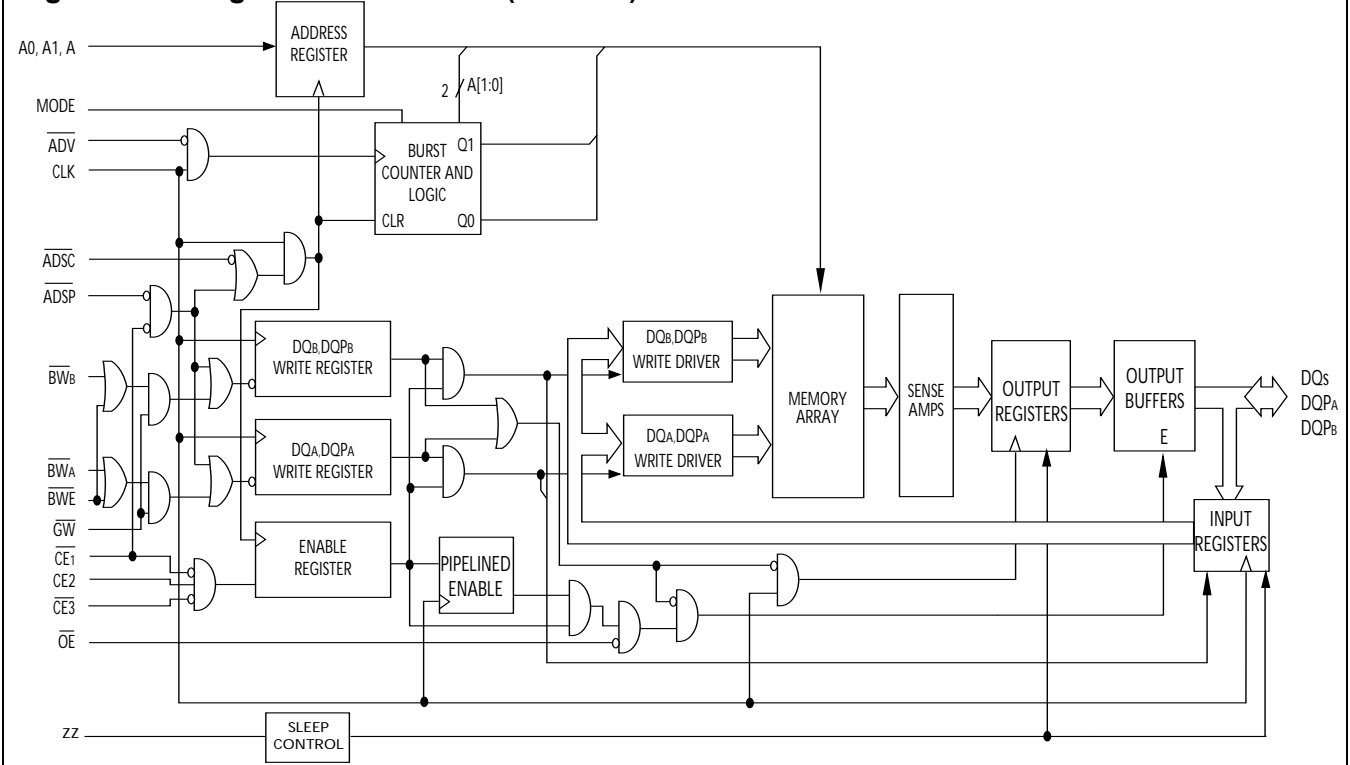 A0, A1, A
ADDRESS
REGISTER
2
A[1:0]
MODE
ADV
CLK
BURST
COUNTER AND
LOGIC
Q1
CLR
Q0
ADSC
ADSP
BWB
BWA
BWE
GW
CE1
CE2
CE3
OE
ZZ
DQB,DQPB
WRITE REGISTER
DQA,DQPA
WRITE REGISTER
ENABLE
REGISTER
PIPELINED
ENABLE
SLEEP
CONTROL
DQB,DQPB
WRITE DRIVER
DQA,DQPA
WRITE DRIVER
MEMORY
ARRAY
SENSE
AMPS
OUTPUT
REGISTERS
OUTPUT
BUFFERS
E
DQs
DQPA
DQPB
INPUT
REGISTERS